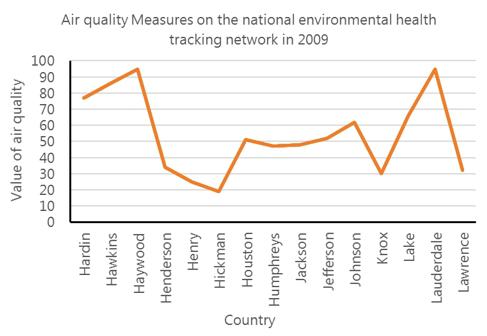 Air quality Measures on the national environmental health
tracking network in 2009
Value of air quality
100
90
80
70
60
50
40
30
20
10
0
Hardin
Hawkins
Haywood
Henderson
Henry
Hickman
Houston
Humphreys
Jackson
Jefferson
Johnson
Knox
Lake
Lauderdale
Lawrence
Country